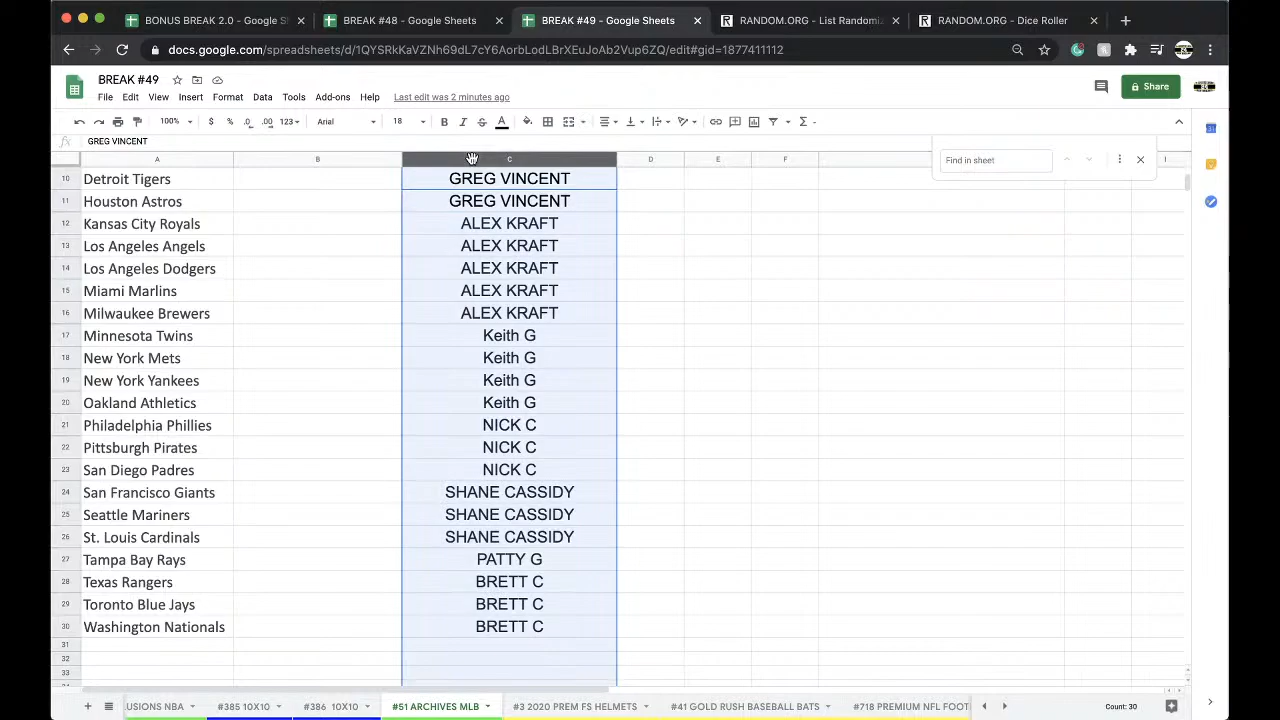 BONUS BREAK 2.0 - Google S
BREAK #48 - Google Sheets
BREAK #49 - Google Sheets
RANDOM.ORG - List Randomi
RANDOM.ORG - Dice Roller
docs.google.com/spreadsheets/d/1QYSRkKaVZNh69dL7cY6AorbLodLBrXEuJoAb2Vup6ZQ/edit#gid=1877411112
BREAK #49
File Edit View Insert Format Data Tools Add-ons Help Last edit was 2 minutes ago
Share
100% $ % .0 .00 123 Arial 18 B I S A
fx GREG VINCENT
Find in sheet
A B C D E F I
10 Detroit Tigers GREG VINCENT
11 Houston Astros GREG VINCENT
12 Kansas City Royals ALEX KRAFT
13 Los Angeles Angels ALEX KRAFT
14 Los Angeles Dodgers ALEX KRAFT
15 Miami Marlins ALEX KRAFT
16 Milwaukee Brewers ALEX KRAFT
17 Minnesota Twins Keith G
18 New York Mets Keith G
19 New York Yankees Keith G
20 Oakland Athletics Keith G
21 Philadelphia Phillies NICK C
22 Pittsburgh Pirates NICK C
23 San Diego Padres NICK C
24 San Francisco Giants SHANE CASSIDY
25 Seattle Mariners SHANE CASSIDY
26 St. Louis Cardinals SHANE CASSIDY
27 Tampa Bay Rays PATTY G
28 Texas Rangers BRETT C
29 Toronto Blue Jays BRETT C
30 Washington Nationals BRETT C
31
32
33
USIONS NBA #385 10X10 #386 10X10 #51 ARCHIVES MLB #3 2020 PREM FS HELMETS #41 GOLD RUSH BASEBALL BATS #718 PREMIUM NFL FOOT Count: 30